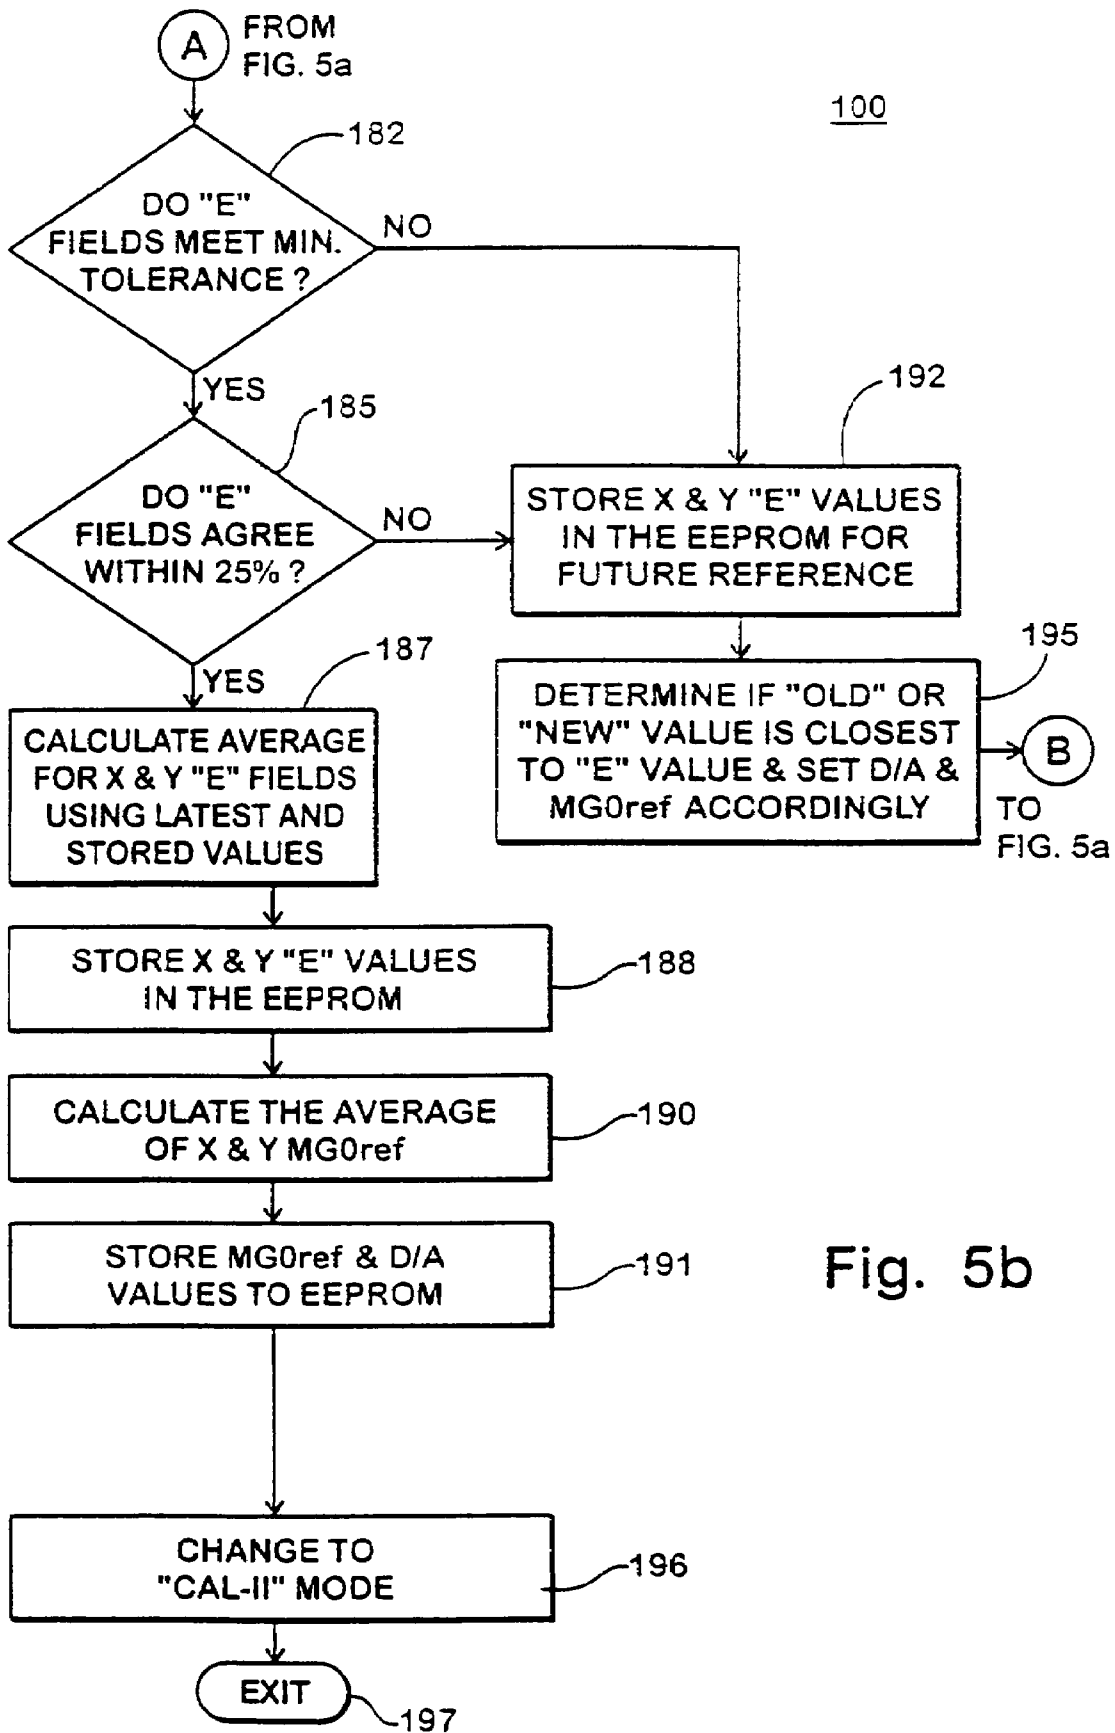 A
FROM
FIG. 5a
100
182
DO "E"
FIELDS MEET MIN.
TOLERANCE ?
NO
YES
185
DO "E"
FIELDS AGREE
WITHIN 25% ?
NO
YES
192
STORE X & Y "E" VALUES
IN THE EEPROM FOR
FUTURE REFERENCE
195
DETERMINE IF "OLD" OR
"NEW" VALUE IS CLOSEST
TO "E" VALUE & SET D/A &
MG0ref ACCORDINGLY
B
TO
FIG. 5a
187
CALCULATE AVERAGE
FOR X & Y "E" FIELDS
USING LATEST AND
STORED VALUES
STORE X & Y "E" VALUES
IN THE EEPROM
188
CALCULATE THE AVERAGE
OF X & Y MG0ref
190
STORE MG0ref & D/A
VALUES TO EEPROM
191
Fig. 5b
CHANGE TO
"CAL-II" MODE
196
EXIT
197